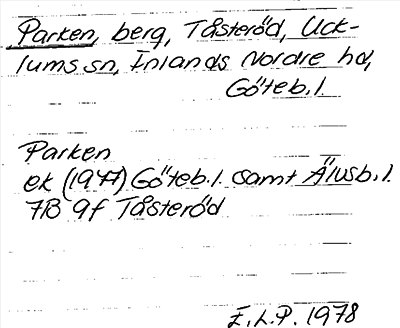 Parken, berg, Tåsteröd, Uck-
lums sn, Inlands Nordre hd,
Göteb. l.
Parken
ek (1977) Göteb. l. samt Älvsb. l.
7B 9f Tåsteröd
E.L.P. 1978